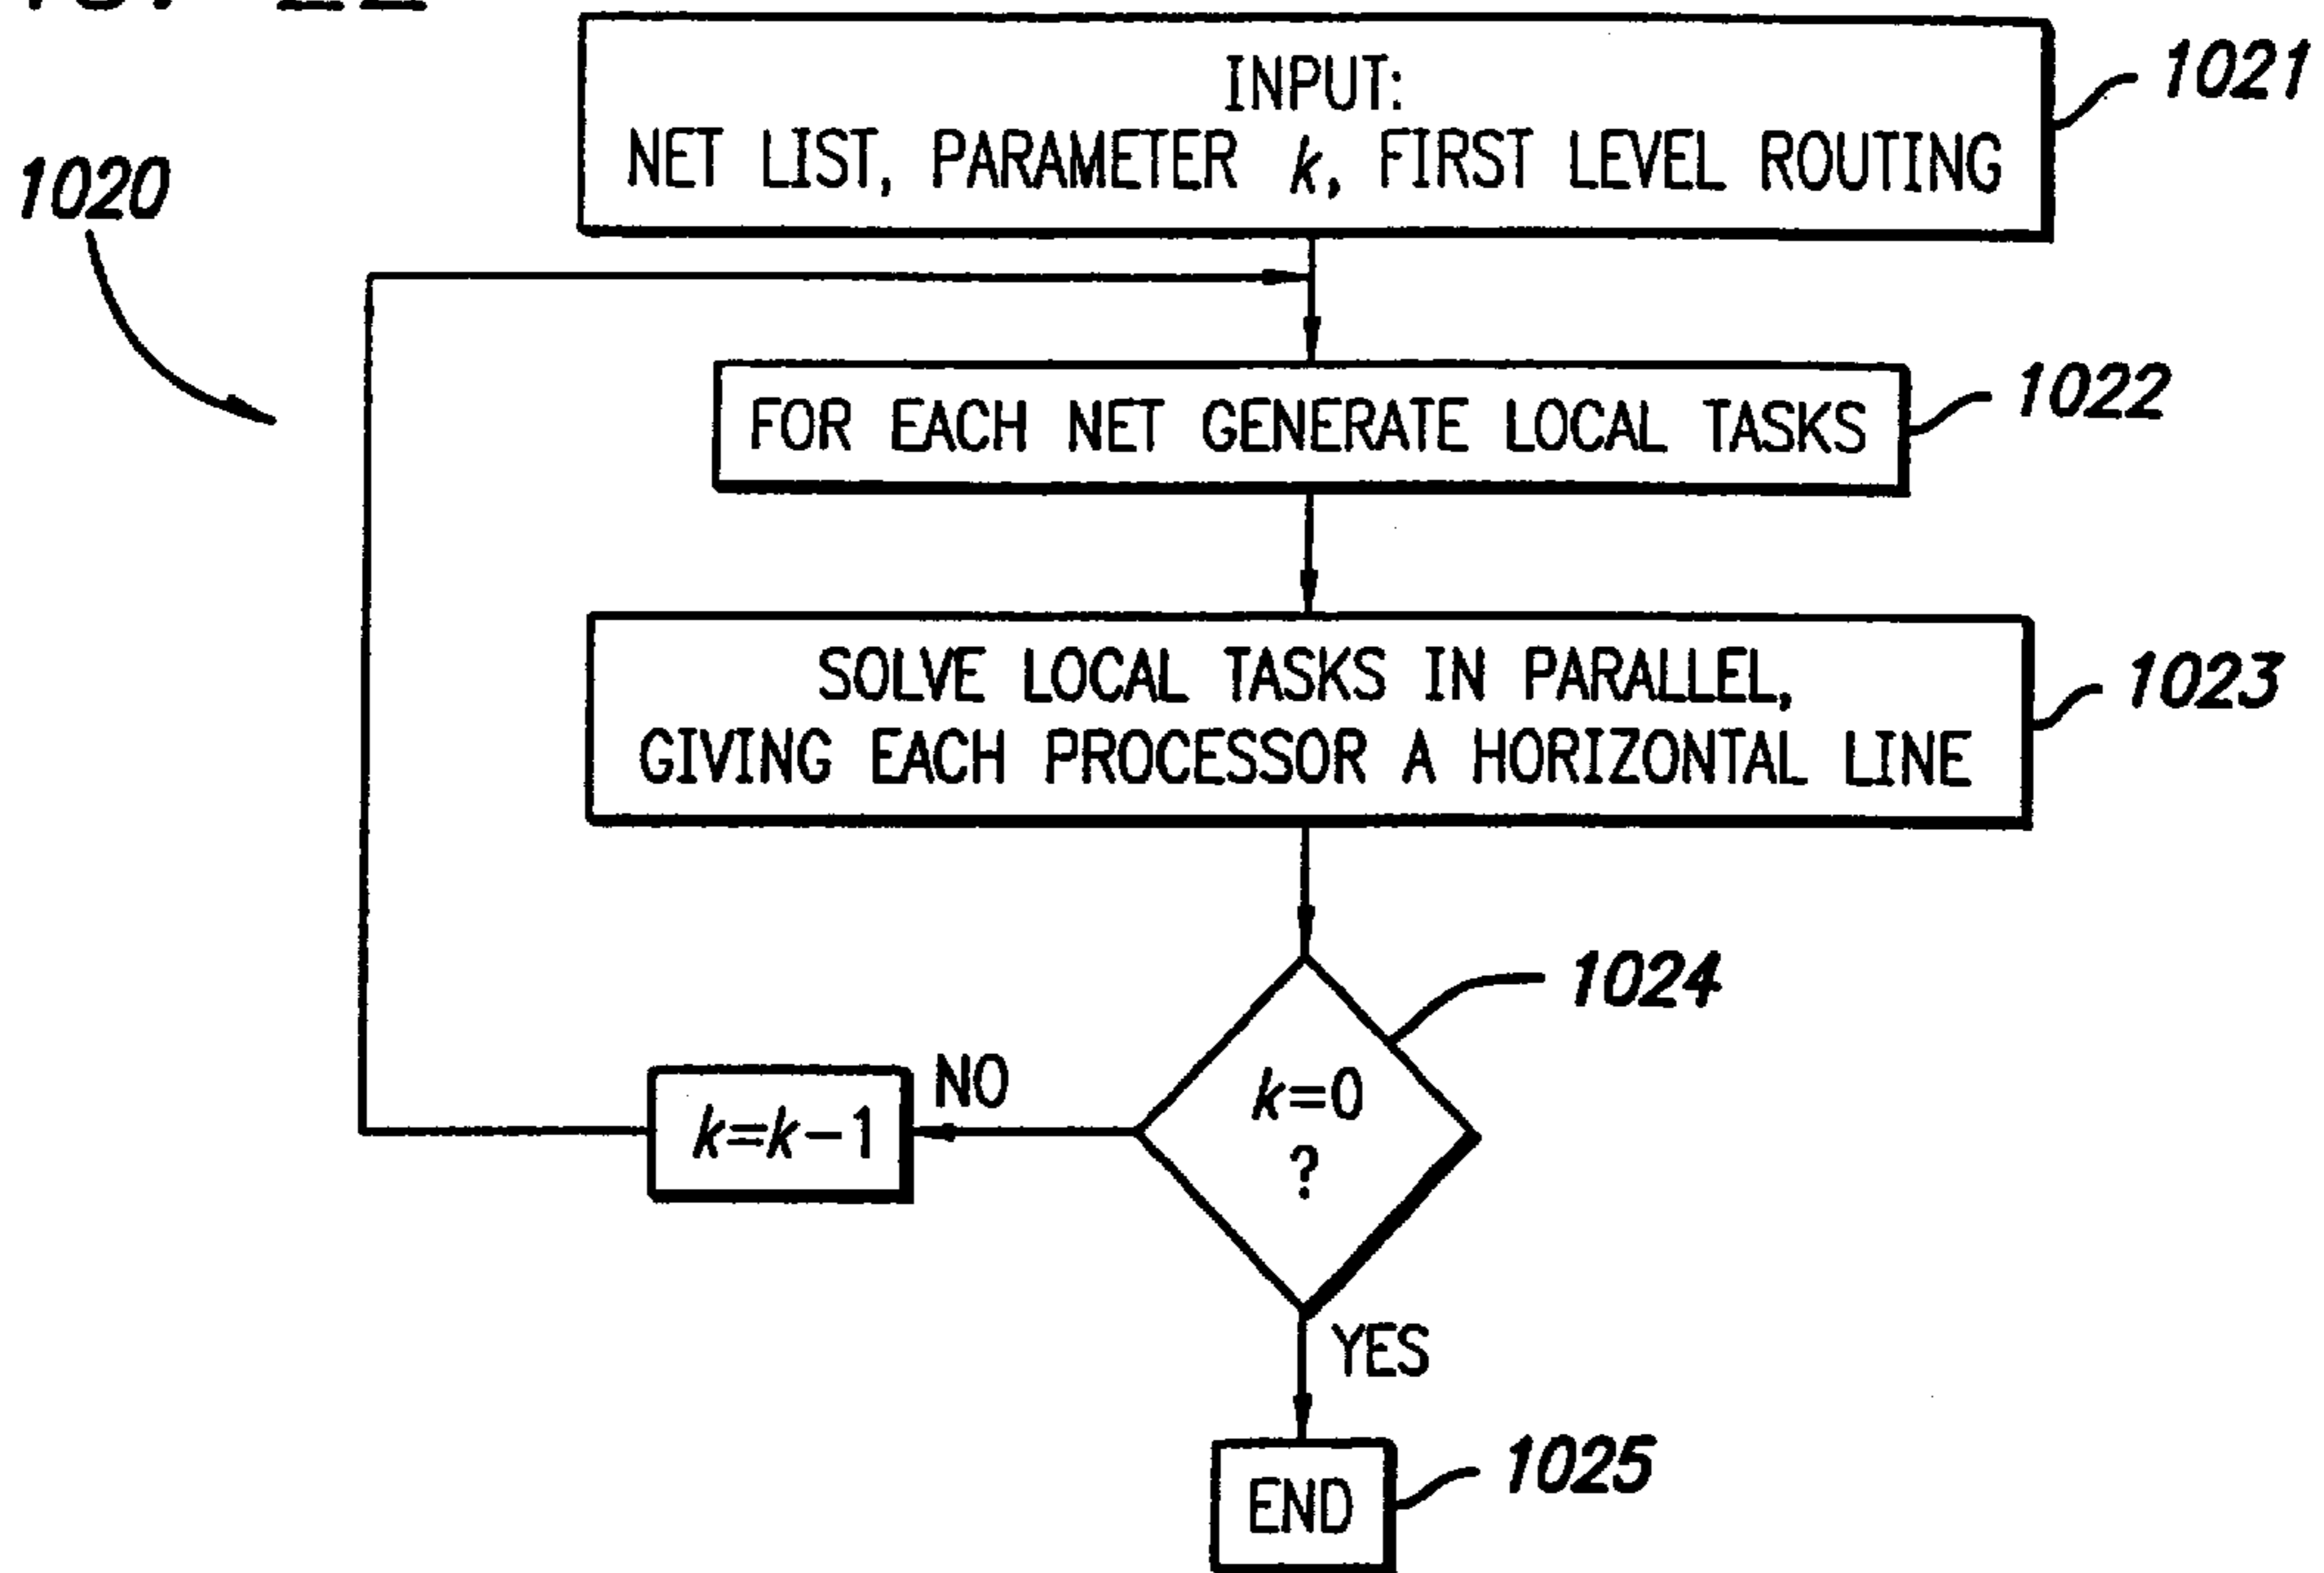 INPUT:
NET LIST, PARAMETER k, FIRST LEVEL ROUTING
1021
1020
FOR EACH NET GENERATE LOCAL TASKS
1022
SOLVE LOCAL TASKS IN PARALLEL,
GIVING EACH PROCESSOR A HORIZONTAL LINE
1023
1024
k=0
?
NO
k=k-1
YES
END
1025